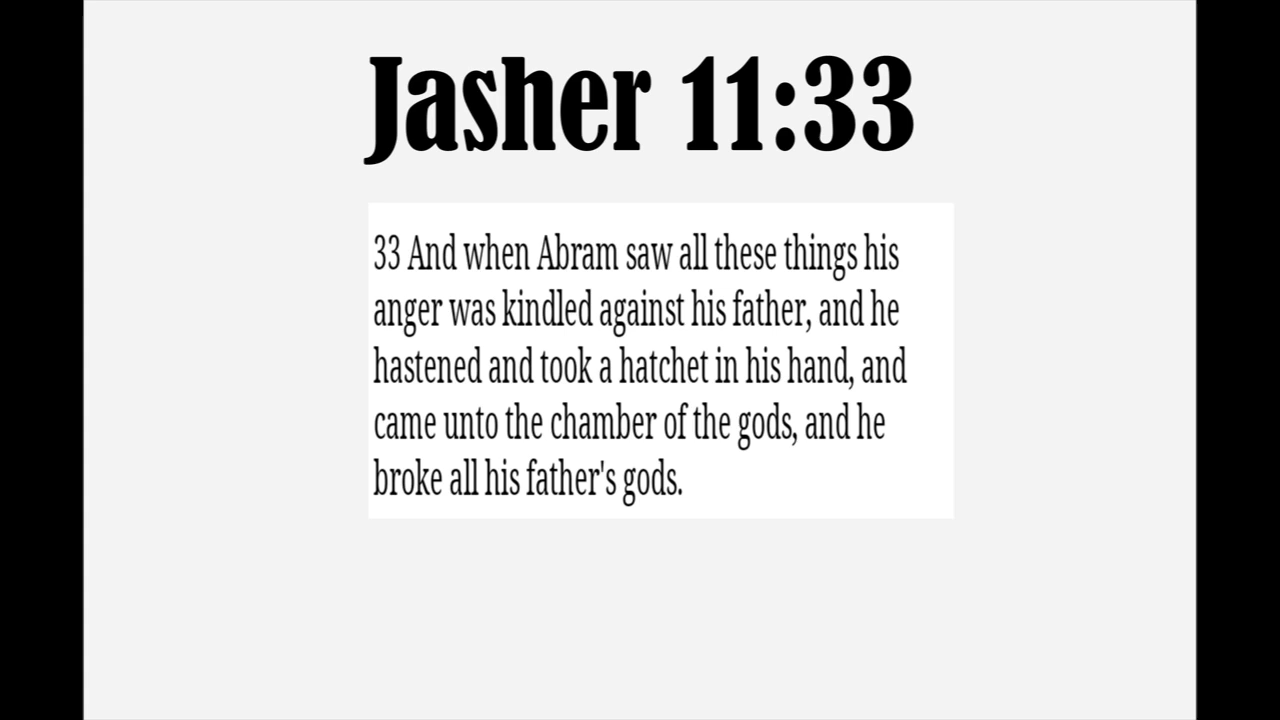 Jasher 11:33
33 And when Abram saw all these things his
anger was kindled against his father, and he
hastened and took a hatchet in his hand, and
came unto the chamber of the gods, and he
broke all his father's gods.